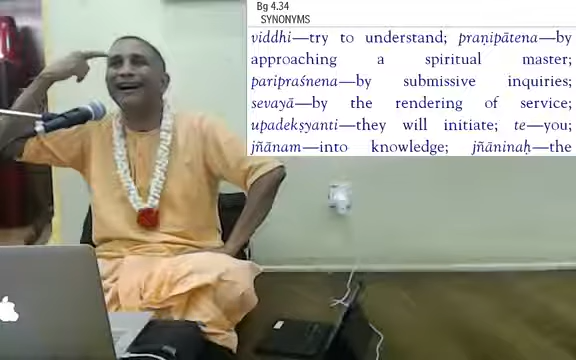 Bg 4.34
SYNONYMS
viddhi—try to understand; praṇipātena—by
approaching a spiritual master;
paripraśnena—by submissive inquiries;
sevayā—by the rendering of service;
upadekṣyanti—they will initiate; te—you;
jñānam—into knowledge; jñāninaḥ—the